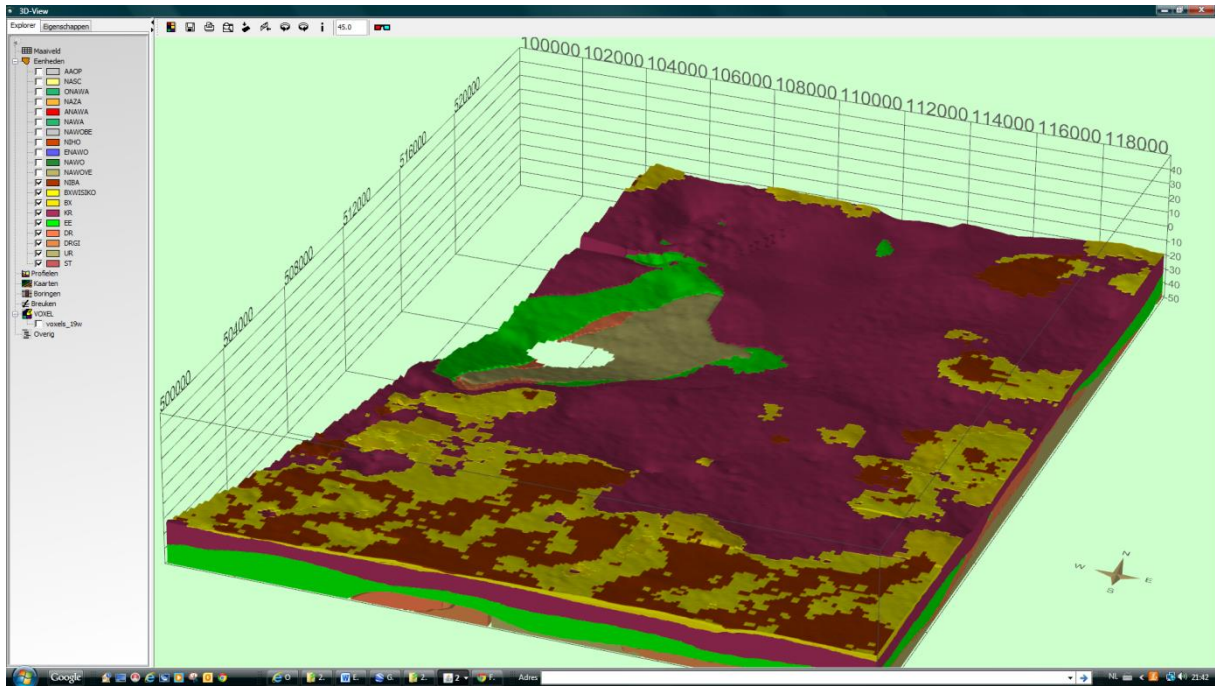 3D-View
Explorer Eigenschappen
45.0
Maaiveld
Eenheden
AAOP
NASC
ONAWA
NAZA
ANAWA
NAWA
NAWOBE
NIHO
ENAWO
NAWO
NAWOVE
NIBA
BXWISIKO
BX
KR
EE
DR
DRGI
UR
ST
Profielen
Kaarten
Boringen
Breuken
VOXEL
voxels_19w
Overig
100000 102000 104000 106000 108000 110000 112000 114000 116000 118000
520000
516000
512000
508000
504000
500000
40
30
20
10
0
-10
-20
-30
-40
-50
N
W E
S
Google O 2. E. G. 2. 2 F. Adres NL 21:42